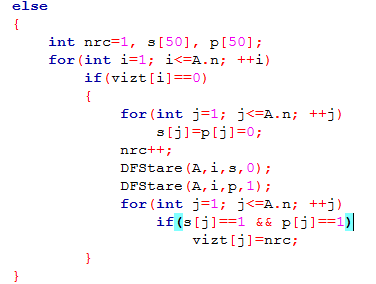 else
{
    int nrc=1, s[50], p[50];
    for(int i=1; i<=A.n; ++i)
        if(vizt[i]==0)
        {
            for(int j=1; j<=A.n; ++j)
                s[j]=p[j]=0;
            nrc++;
            DFStare(A,i,s,0);
            DFStare(A,i,p,1);
            for(int j=1; j<=A.n; ++j)
                if(s[j]==1 && p[j]==1)
                    vizt[j]=nrc;
        }
}